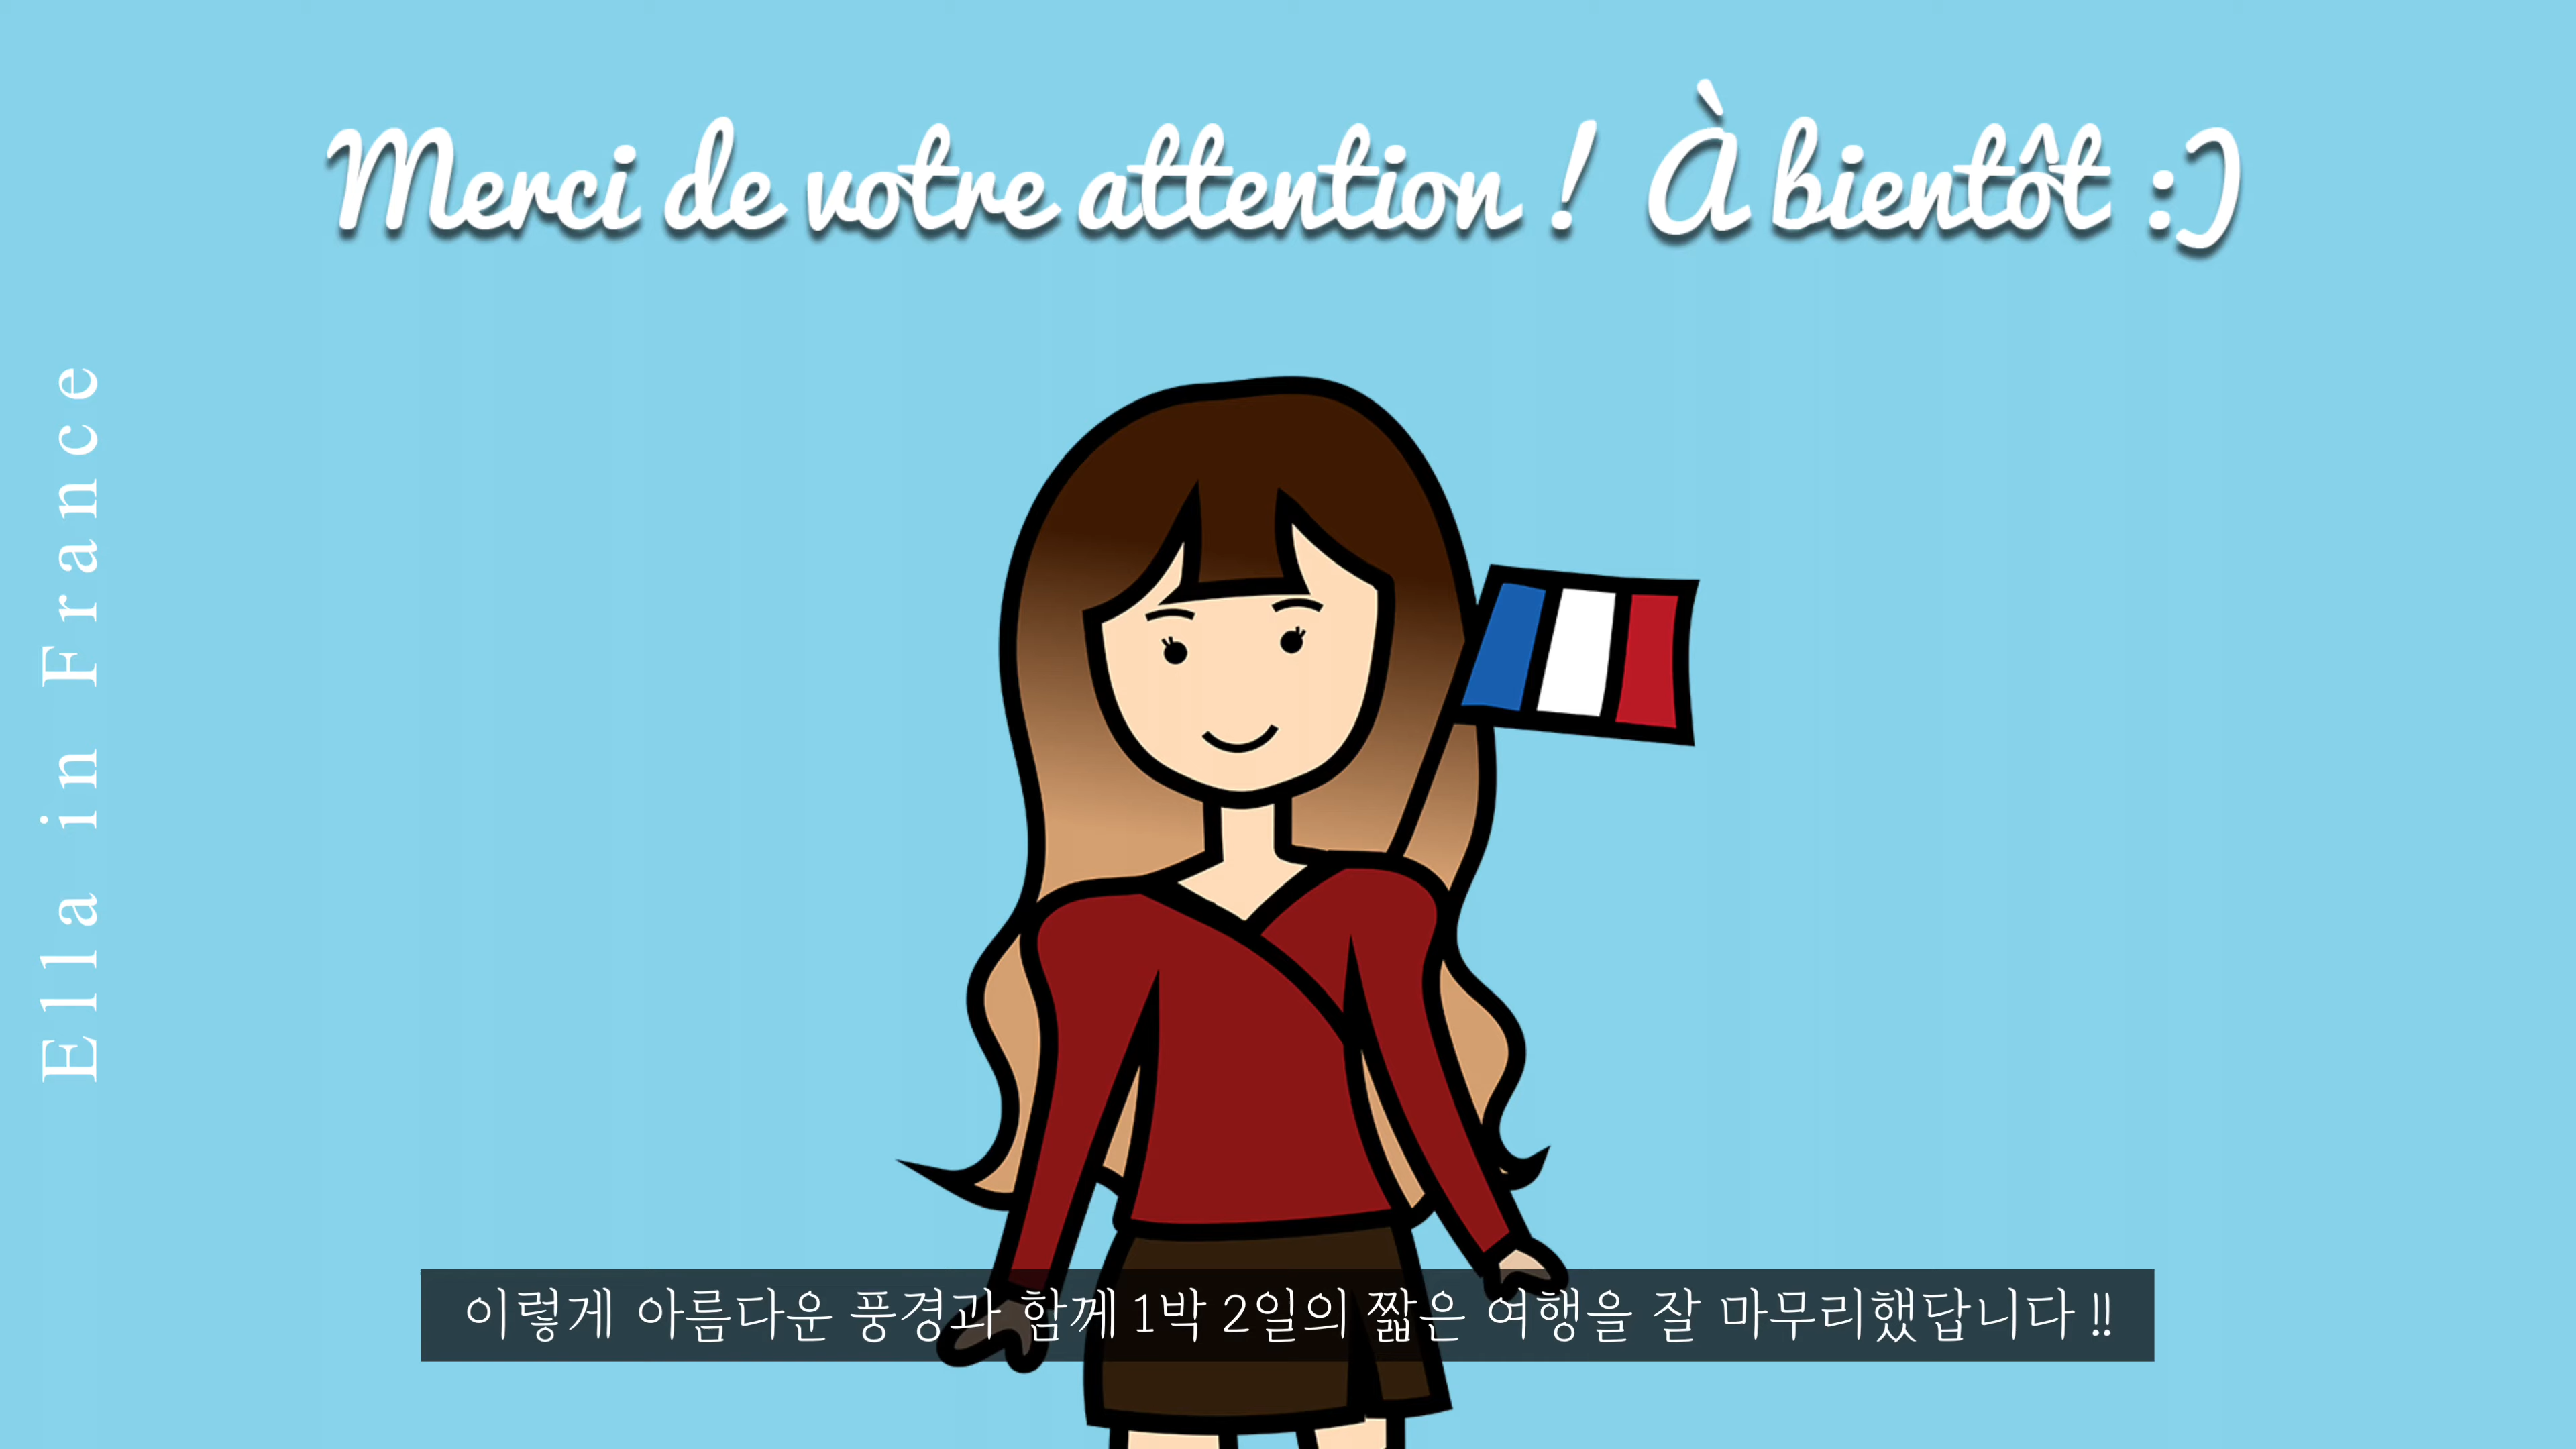 Merci de votre attention ! À bientôt :)
Ella in France
이렇게 아름다운 풍경과 함께 1박 2일의 짧은 여행을 잘 마무리했답니다 !!